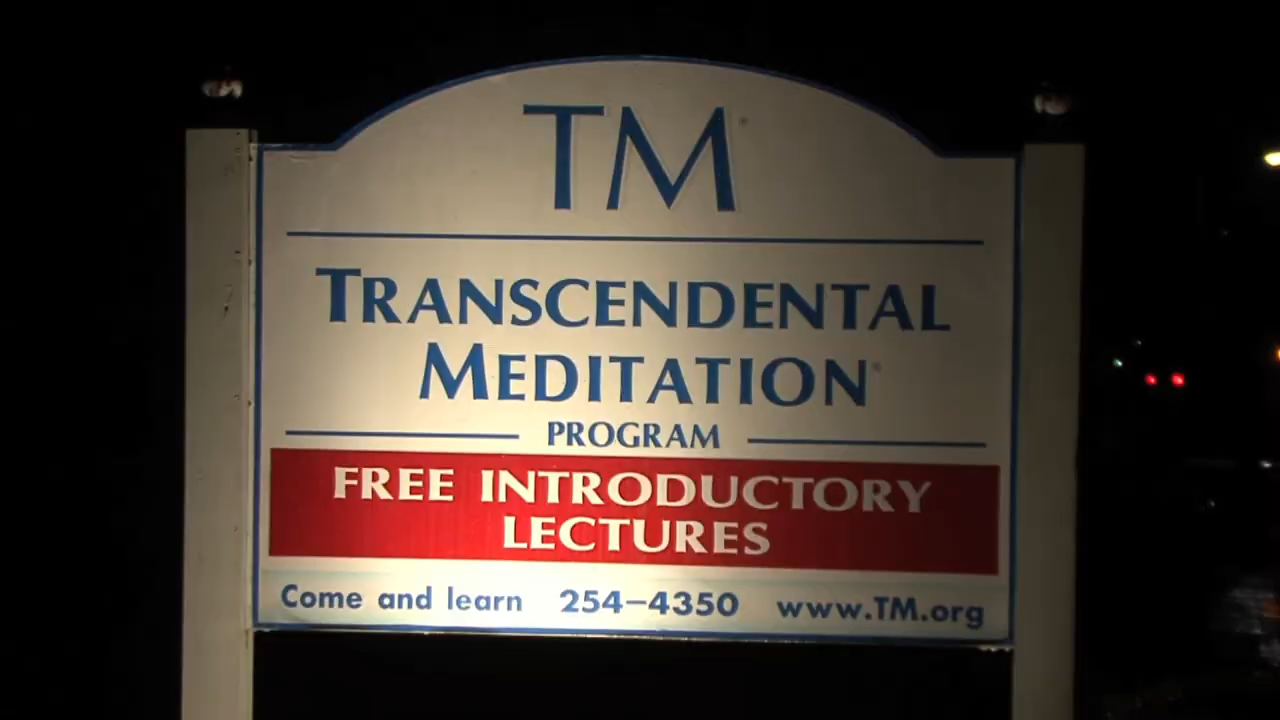 TM
TRANSCENDENTAL
MEDITATION
PROGRAM
FREE INTRODUCTORY
LECTURES
Come and learn 254-4350 www.TM.org